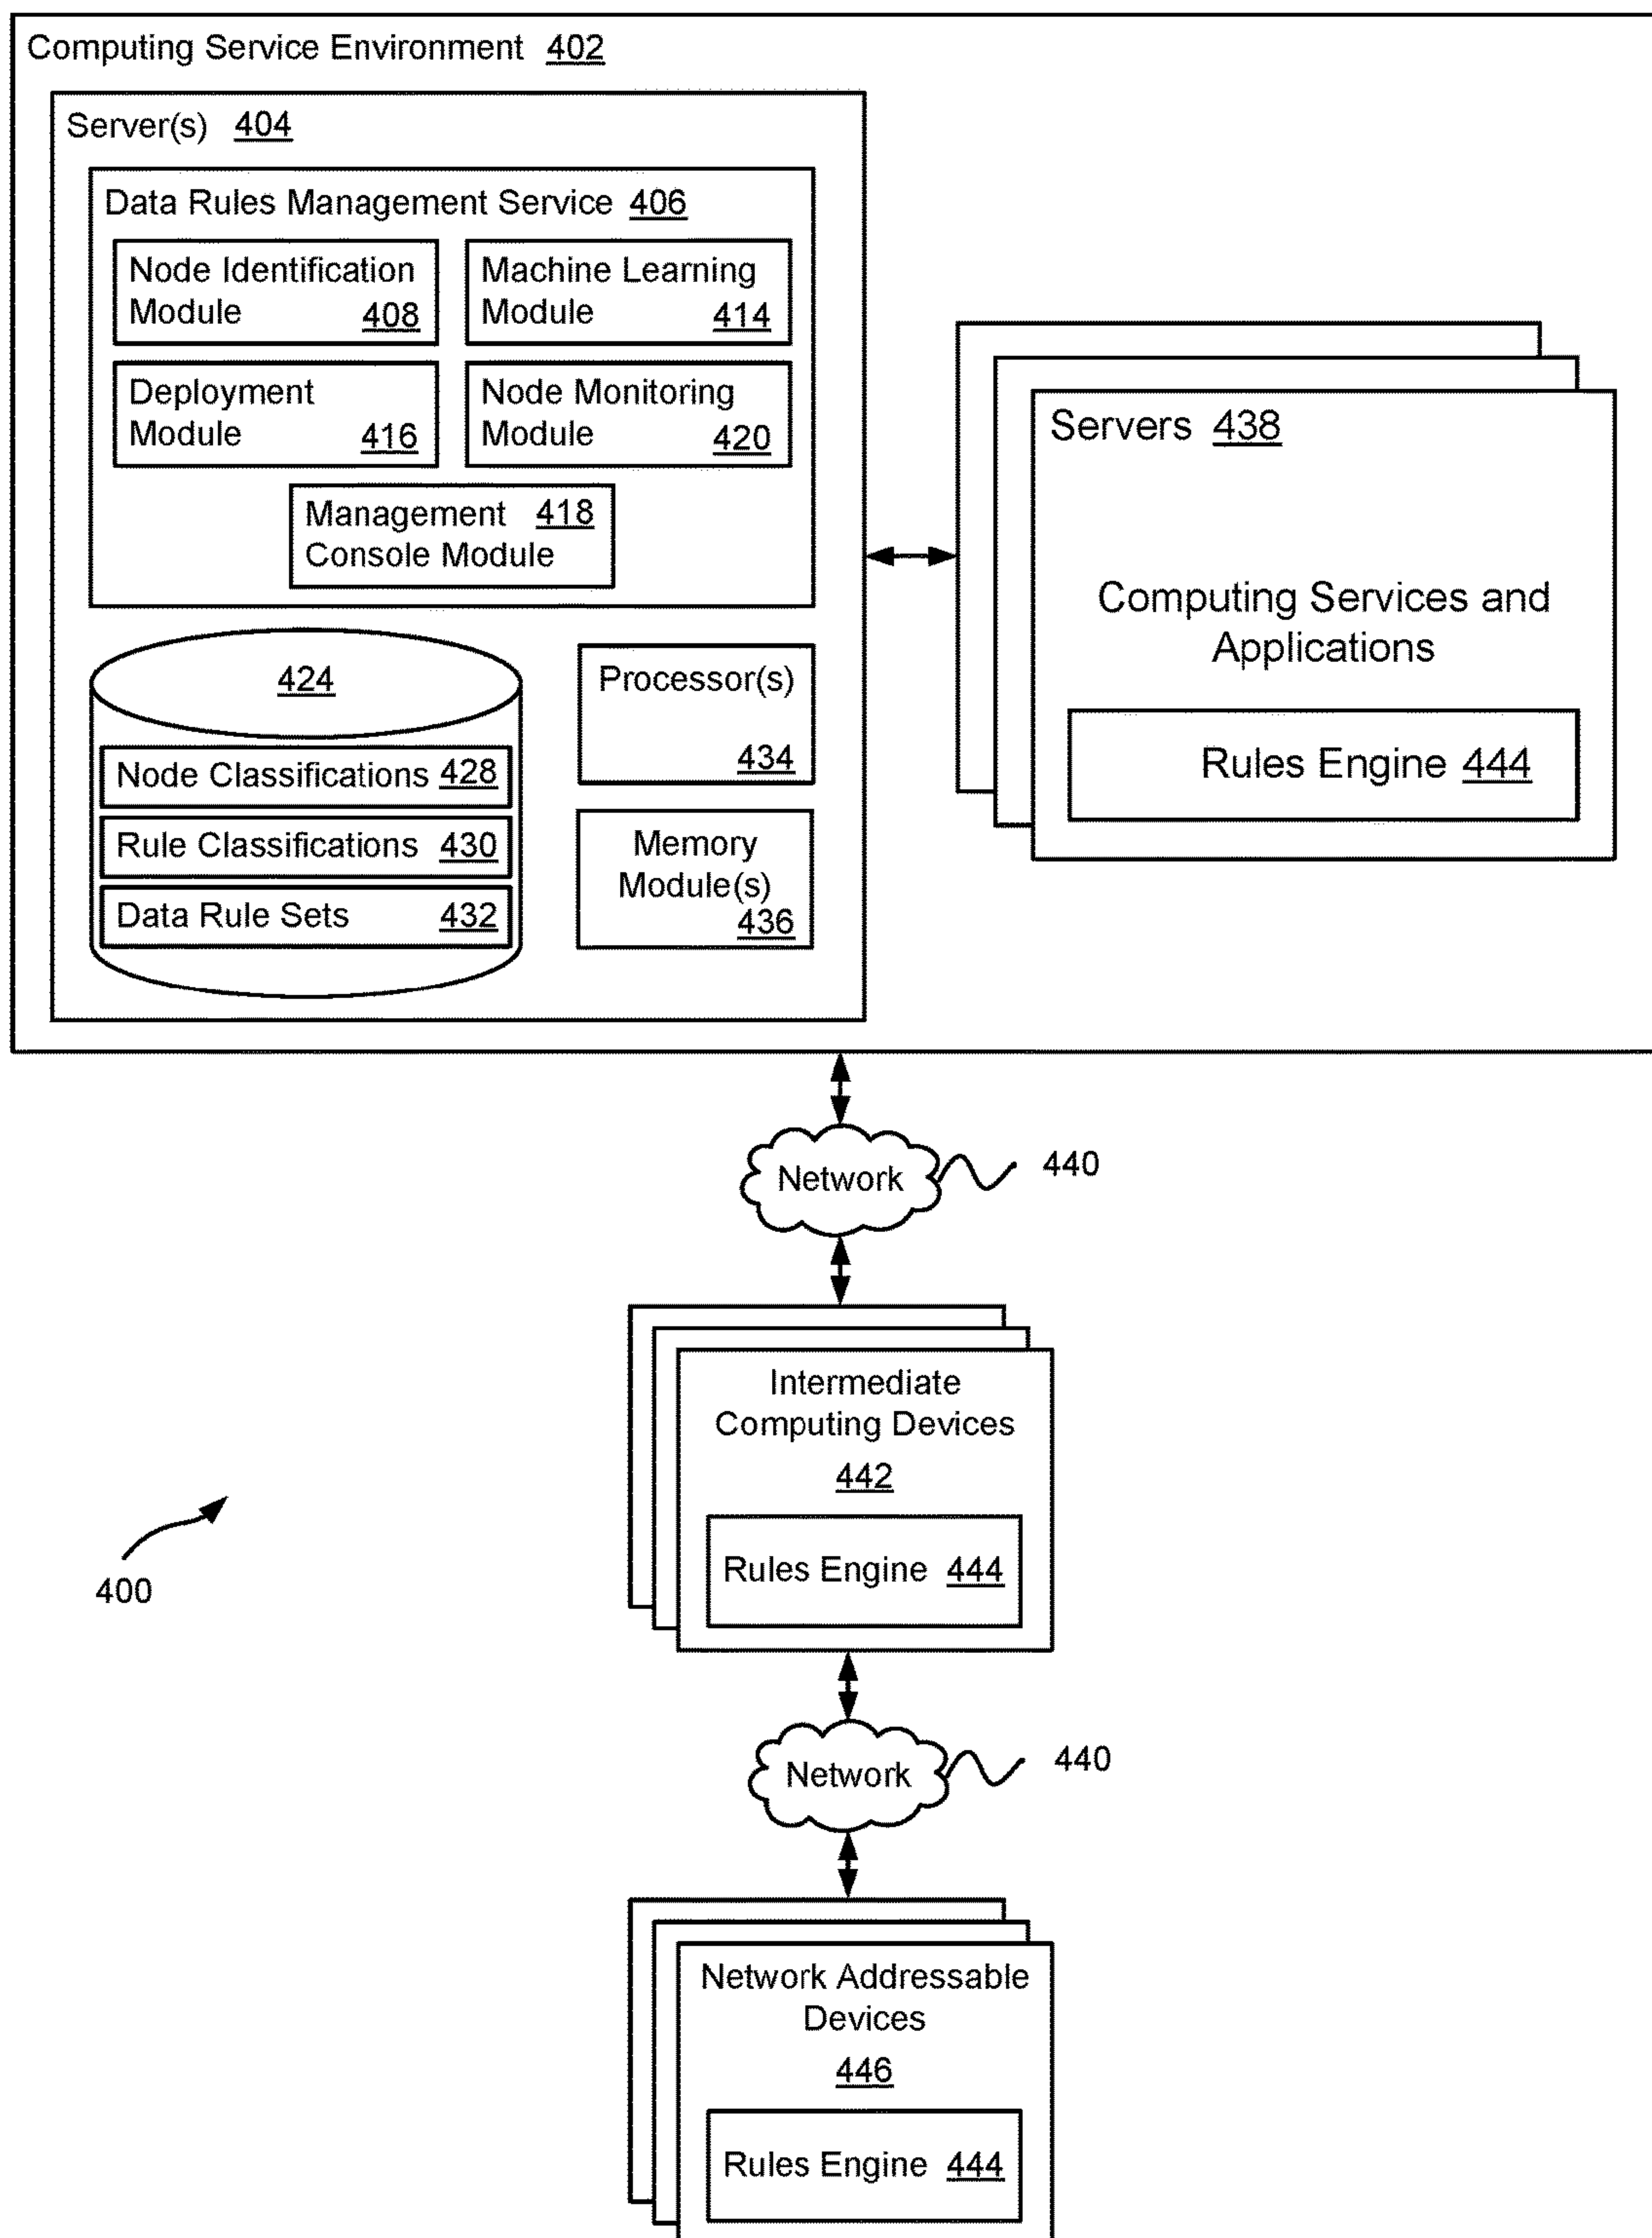 Computing Service Environment 402
Server(s) 404
Data Rules Management Service 406
Node Identification
Module 408
Machine Learning
Module 414
Deployment
Module 416
Node Monitoring
Module 420
Management 418
Console Module
424
Node Classifications 428
Rule Classifications 430
Data Rule Sets 432
Processor(s)
434
Memory
Module(s)
436
Servers 438
Computing Services and
Applications
Rules Engine 444
Network
440
Intermediate
Computing Devices
442
Rules Engine 444
400
Network
440
Network Addressable
Devices
446
Rules Engine 444